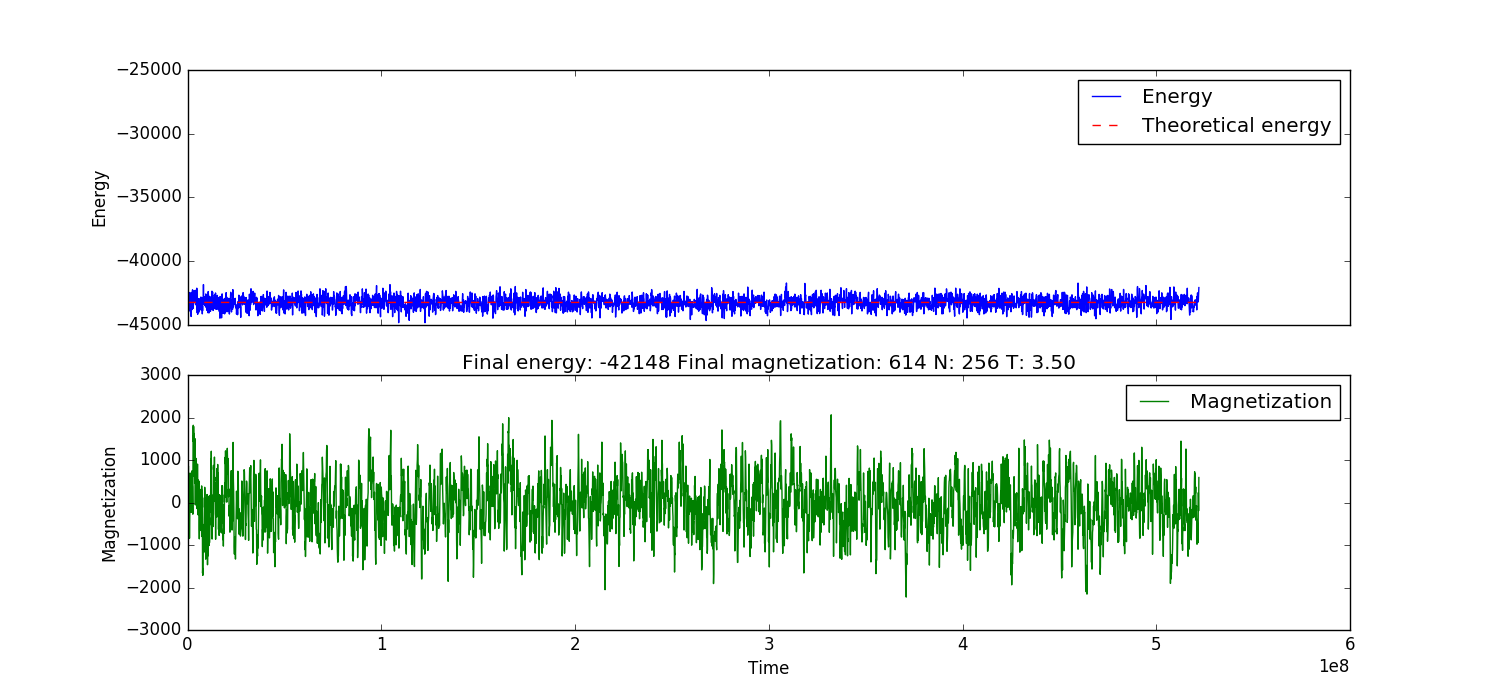 −25000
−30000
−35000
−40000
−45000
Energy
Energy
Theoretical energy
Final energy: -42148 Final magnetization: 614 N: 256 T: 3.50
3000
2000
1000
0
−1000
−2000
−3000
Magnetization
Magnetization
0 1 2 3 4 5 6
1e8
Time